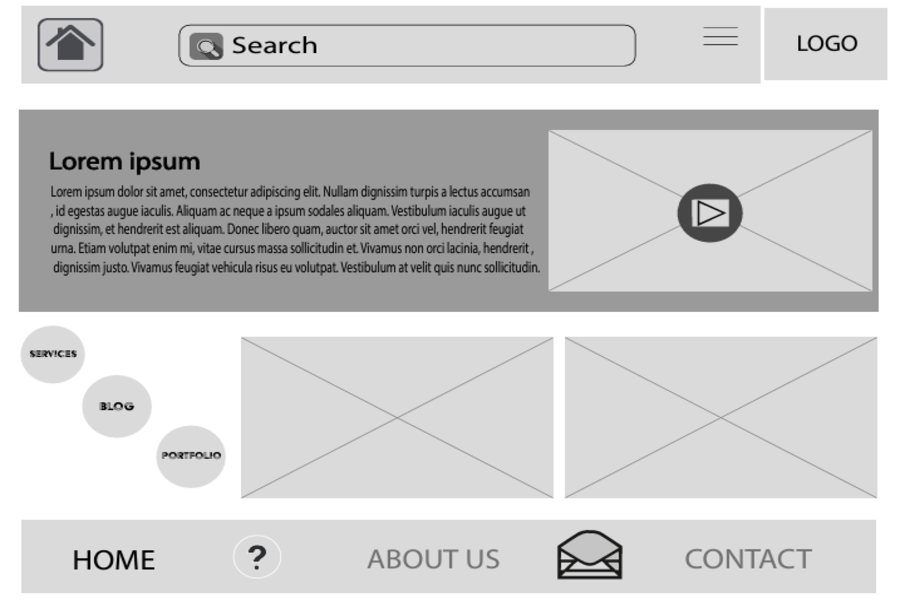 Search
LOGO
Lorem ipsum
Lorem ipsum dolor sit amet, consectetur adipiscing elit. Nullam dignissim turpis a lectus accumsan
, id egestas augue iaculis. Aliquam ac neque a ipsum sodales aliquam. Vestibulum iaculis augue ut
dignissim, et hendrerit est aliquam. Donec libero quam, auctor sit amet orci vel, hendrerit feugiat
urna. Etiam volutpat enim mi, vitae cursus massa sollicitudin et. Vivamus non orci lacinia, hendrerit ,
dignissim justo. Vivamus feugiat vehicula risus eu volutpat. Vestibulum at velit quis nunc sollicitudin.
SERVICES
BLOG
PORTFOLIO
HOME
?
ABOUT US
CONTACT